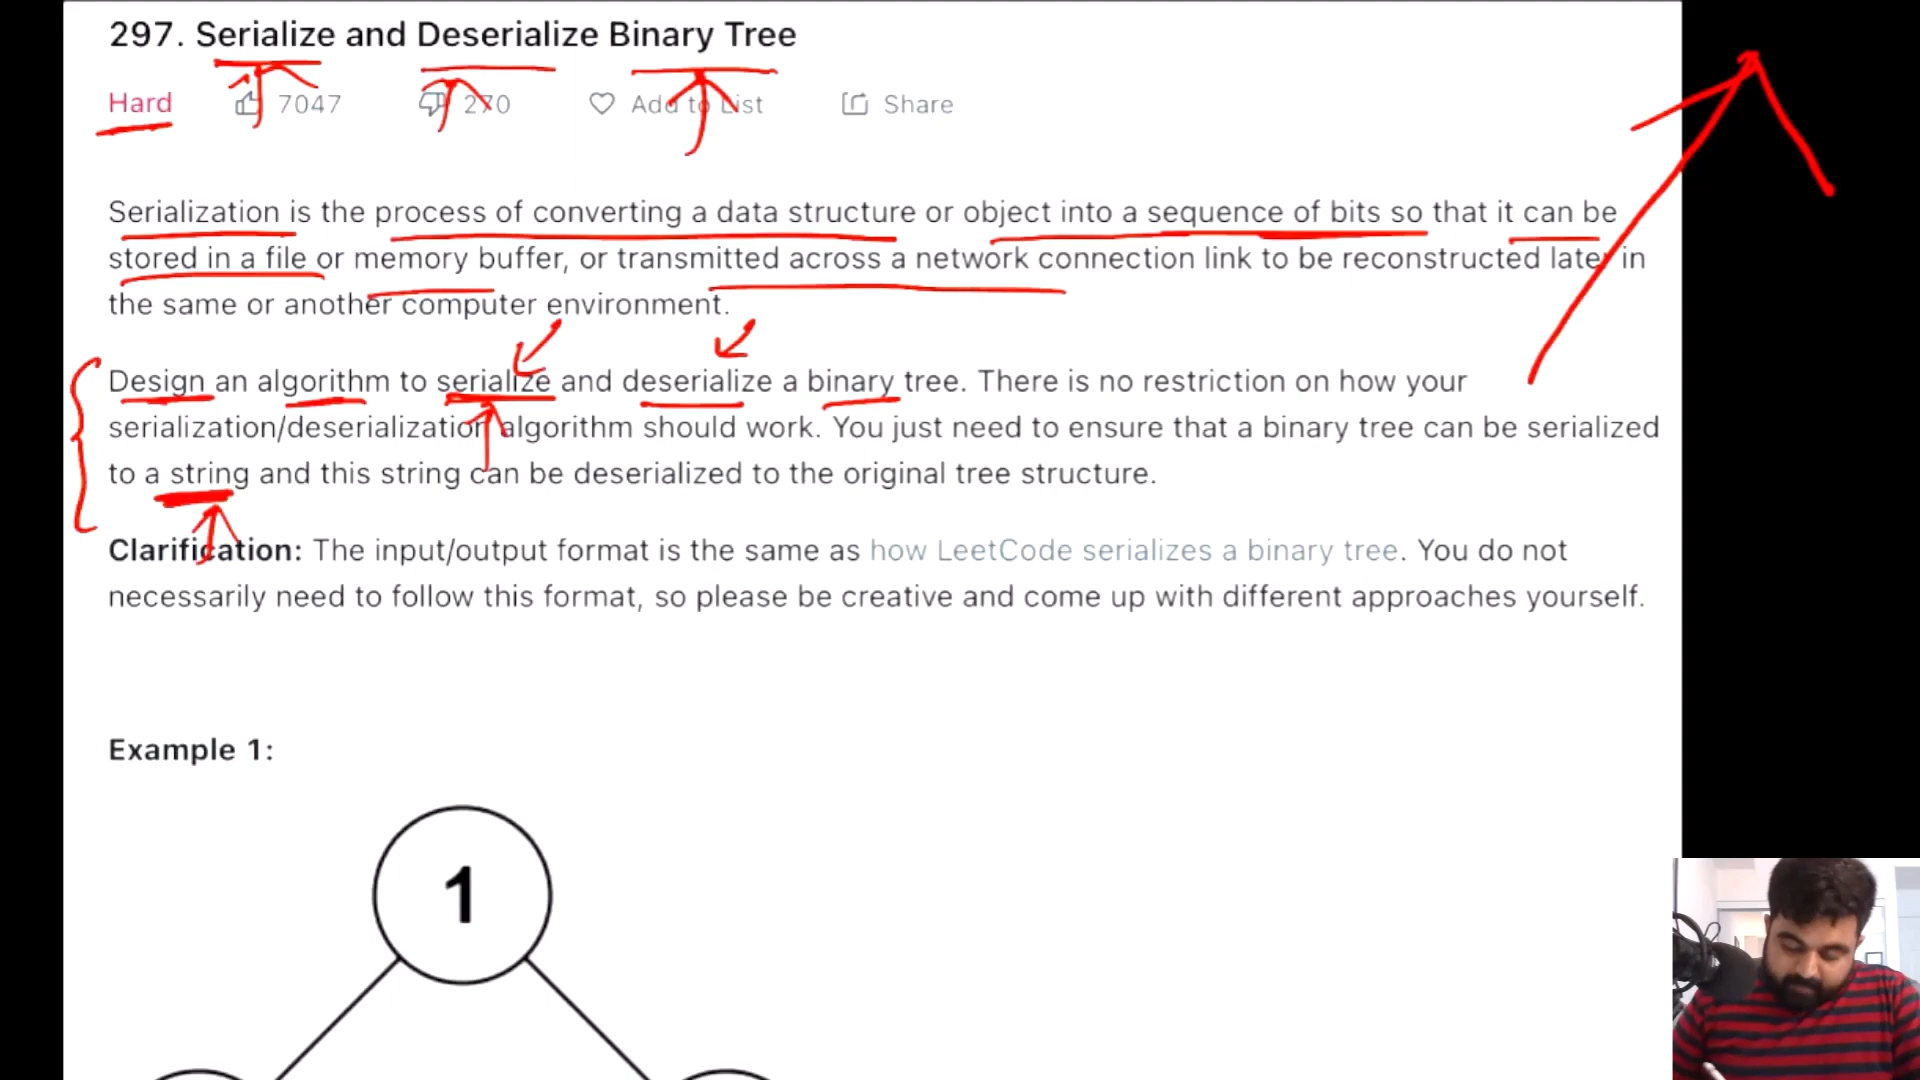 297. Serialize and Deserialize Binary Tree
Hard 7047 270 Add to List Share
Serialization is the process of converting a data structure or object into a sequence of bits so that it can be
stored in a file or memory buffer, or transmitted across a network connection link to be reconstructed later in
the same or another computer environment.
Design an algorithm to serialize and deserialize a binary tree. There is no restriction on how your
serialization/deserialization algorithm should work. You just need to ensure that a binary tree can be serialized
to a string and this string can be deserialized to the original tree structure.
Clarification: The input/output format is the same as how LeetCode serializes a binary tree. You do not
necessarily need to follow this format, so please be creative and come up with different approaches yourself.
Example 1:
1